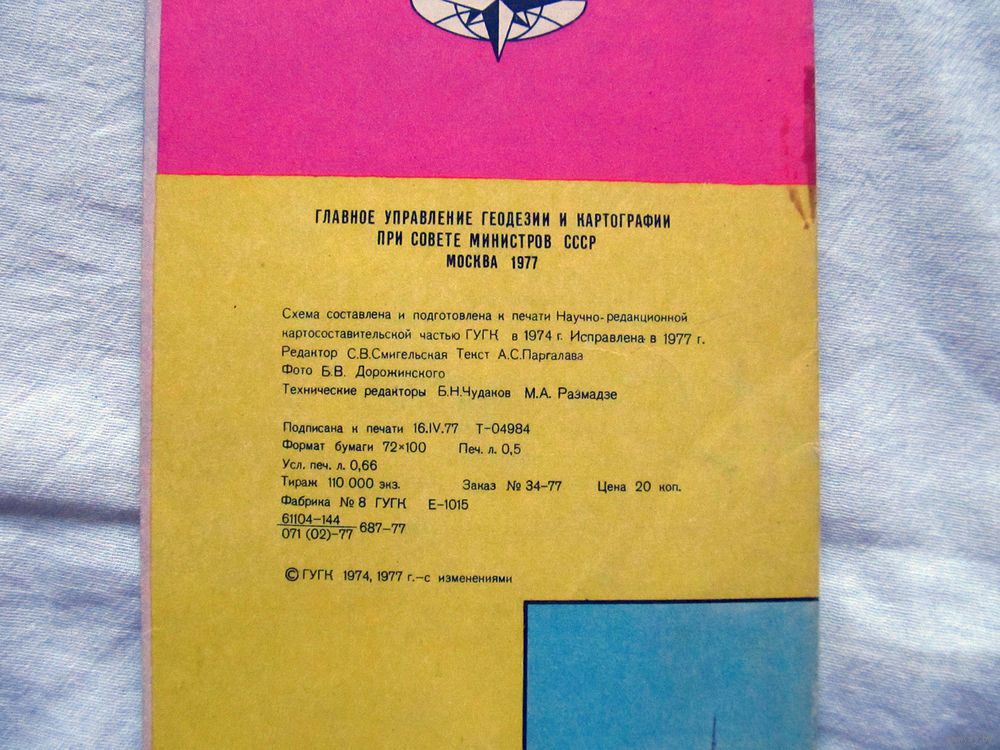 ГЛАВНОЕ УПРАВЛЕНИЕ ГЕОДЕЗИИ И КАРТОГРАФИИ
ПРИ СОВЕТЕ МИНИСТРОВ СССР
МОСКВА 1977
Схема составлена и подготовлена к печати Научно-редакционной
картосоставительской частью ГУГК в 1974 г. Исправлена в 1977 г.
Редактор С.В.Смигельская Текст А.С.Паргалава
Фото Б.В. Дорожинского
Технические редакторы Б.Н.Чудаков М.А. Размадзе
Подписана к печати 16.IV.77 Т-04984
Формат бумаги 72×100 Печ. л. 0,5
Усл. печ. л. 0,66
Тираж 110 000 экз. Заказ № 34-77 Цена 20 коп.
Фабрика № 8 ГУГК Е-1015
61104-144
071 (02)-77 687-77
© ГУГК 1974, 1977 г.-с изменениями